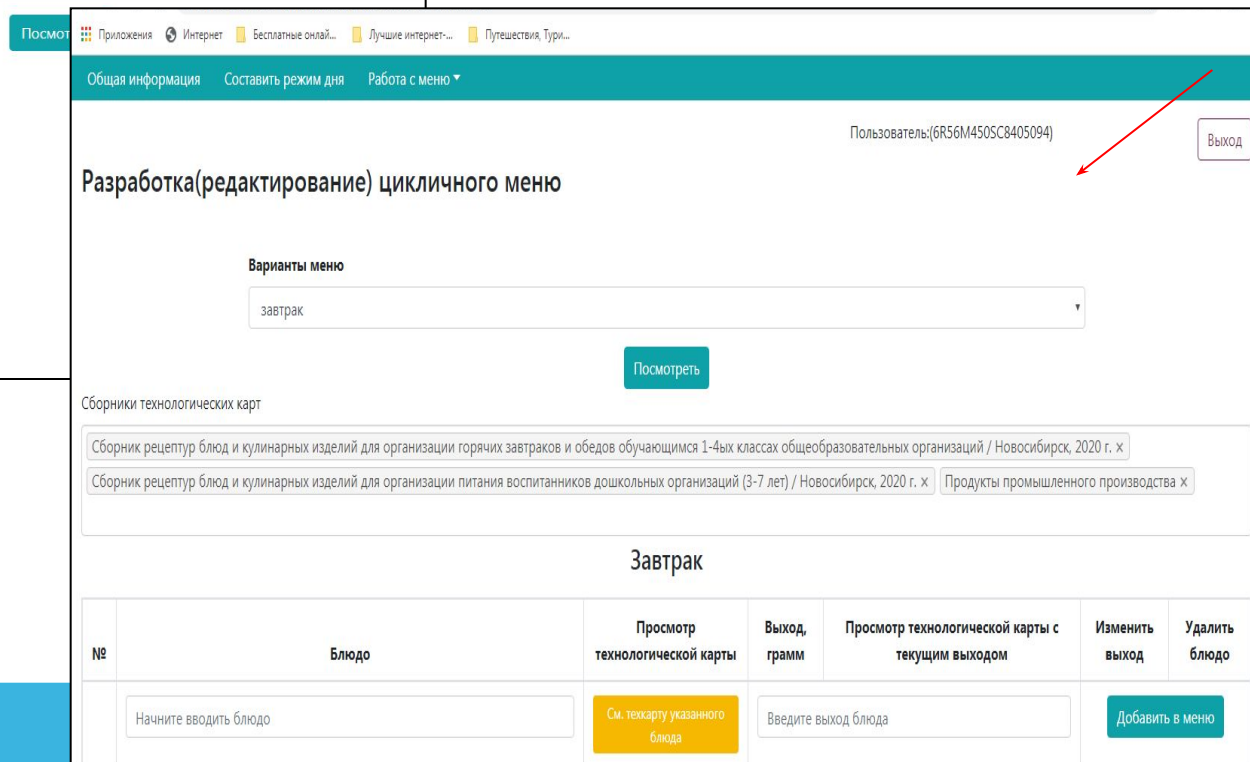 Посмот
Приложения Интернет Бесплатные онлай... Лучшие интернет-... Путешествия, Тури...
Общая информация Составить режим дня Работа с меню
Пользователь:(6R56M450SC8405094)
Выход
Разработка(редактирование) цикличного меню
Варианты меню
завтрак
Посмотреть
Сборники технологических карт
Сборник рецептур блюд и кулинарных изделий для организации горячих завтраков и обедов обучающимся 1-4ых классах общеобразовательных организаций / Новосибирск, 2020 г. ×
Сборник рецептур блюд и кулинарных изделий для организации питания воспитанников дошкольных организаций (3-7 лет) / Новосибирск, 2020 г. × Продукты промышленного производства ×
Завтрак
№ Блюдо Просмотр технологической карты Выход, грамм Просмотр технологической карты с текущим выходом Изменить выход Удалить блюдо
Начните вводить блюдо См. техкарту указанного блюда Введите выход блюда Добавить в меню